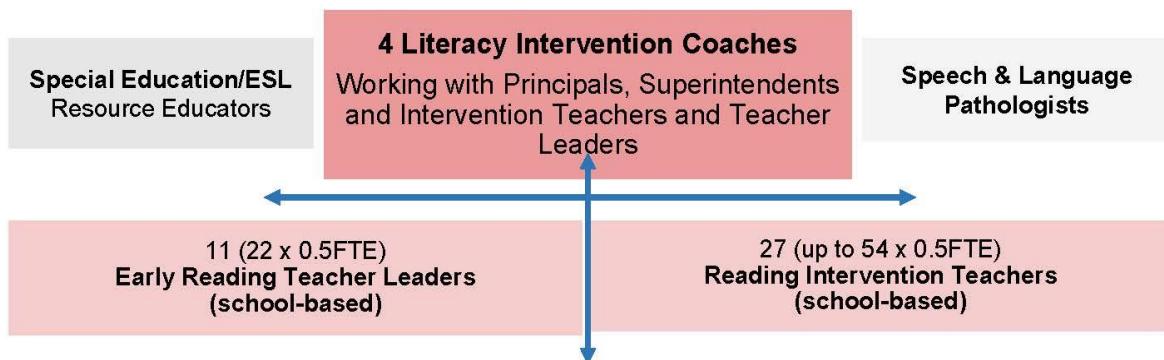 Special Education/ESL
Resource Educators
4 Literacy Intervention Coaches
Working with Principals, Superintendents
and Intervention Teachers and Teacher
Leaders
Speech & Language
Pathologists
11 (22 x 0.5FTE)
Early Reading Teacher Leaders
(school-based)
27 (up to 54 x 0.5FTE)
Reading Intervention Teachers
(school-based)